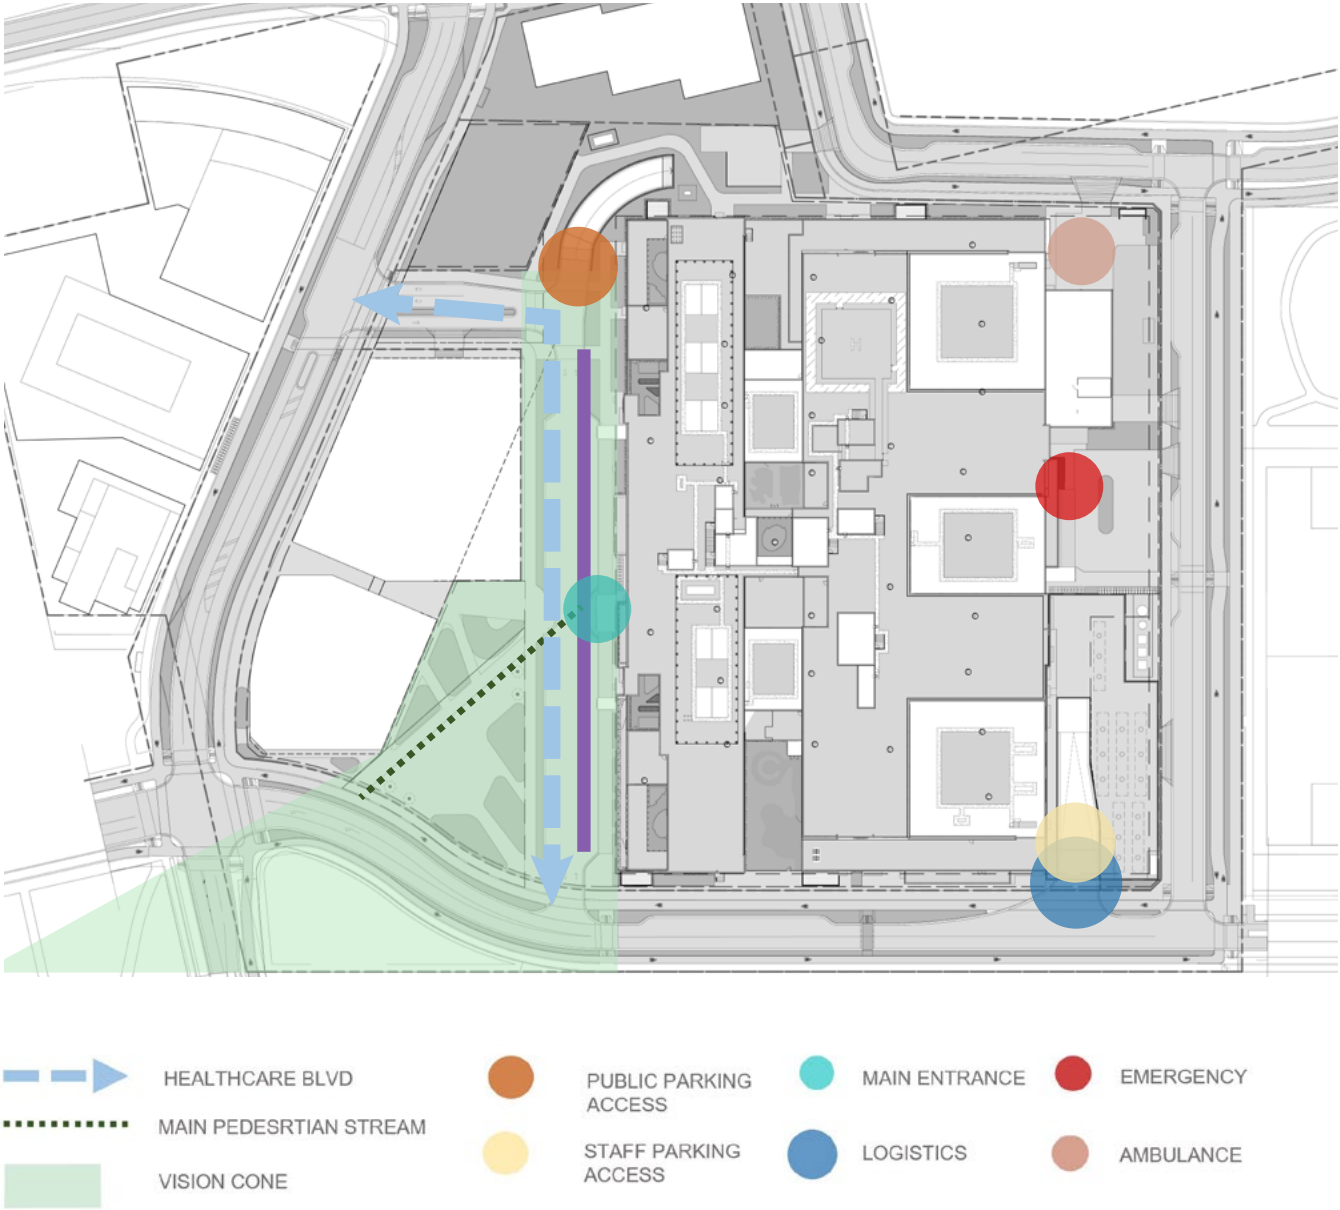 HEALTHCARE BLVD
MAIN PEDESRTIAN STREAM
VISION CONE
PUBLIC PARKING
ACCESS
STAFF PARKING
ACCESS
MAIN ENTRANCE
LOGISTICS
EMERGENCY
AMBULANCE
H